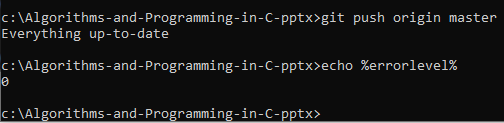 c:\Algorithms-and-Programming-in-C-pptx>git push origin master
Everything up-to-date
c:\Algorithms-and-Programming-in-C-pptx>echo %errorlevel%
0
c:\Algorithms-and-Programming-in-C-pptx>